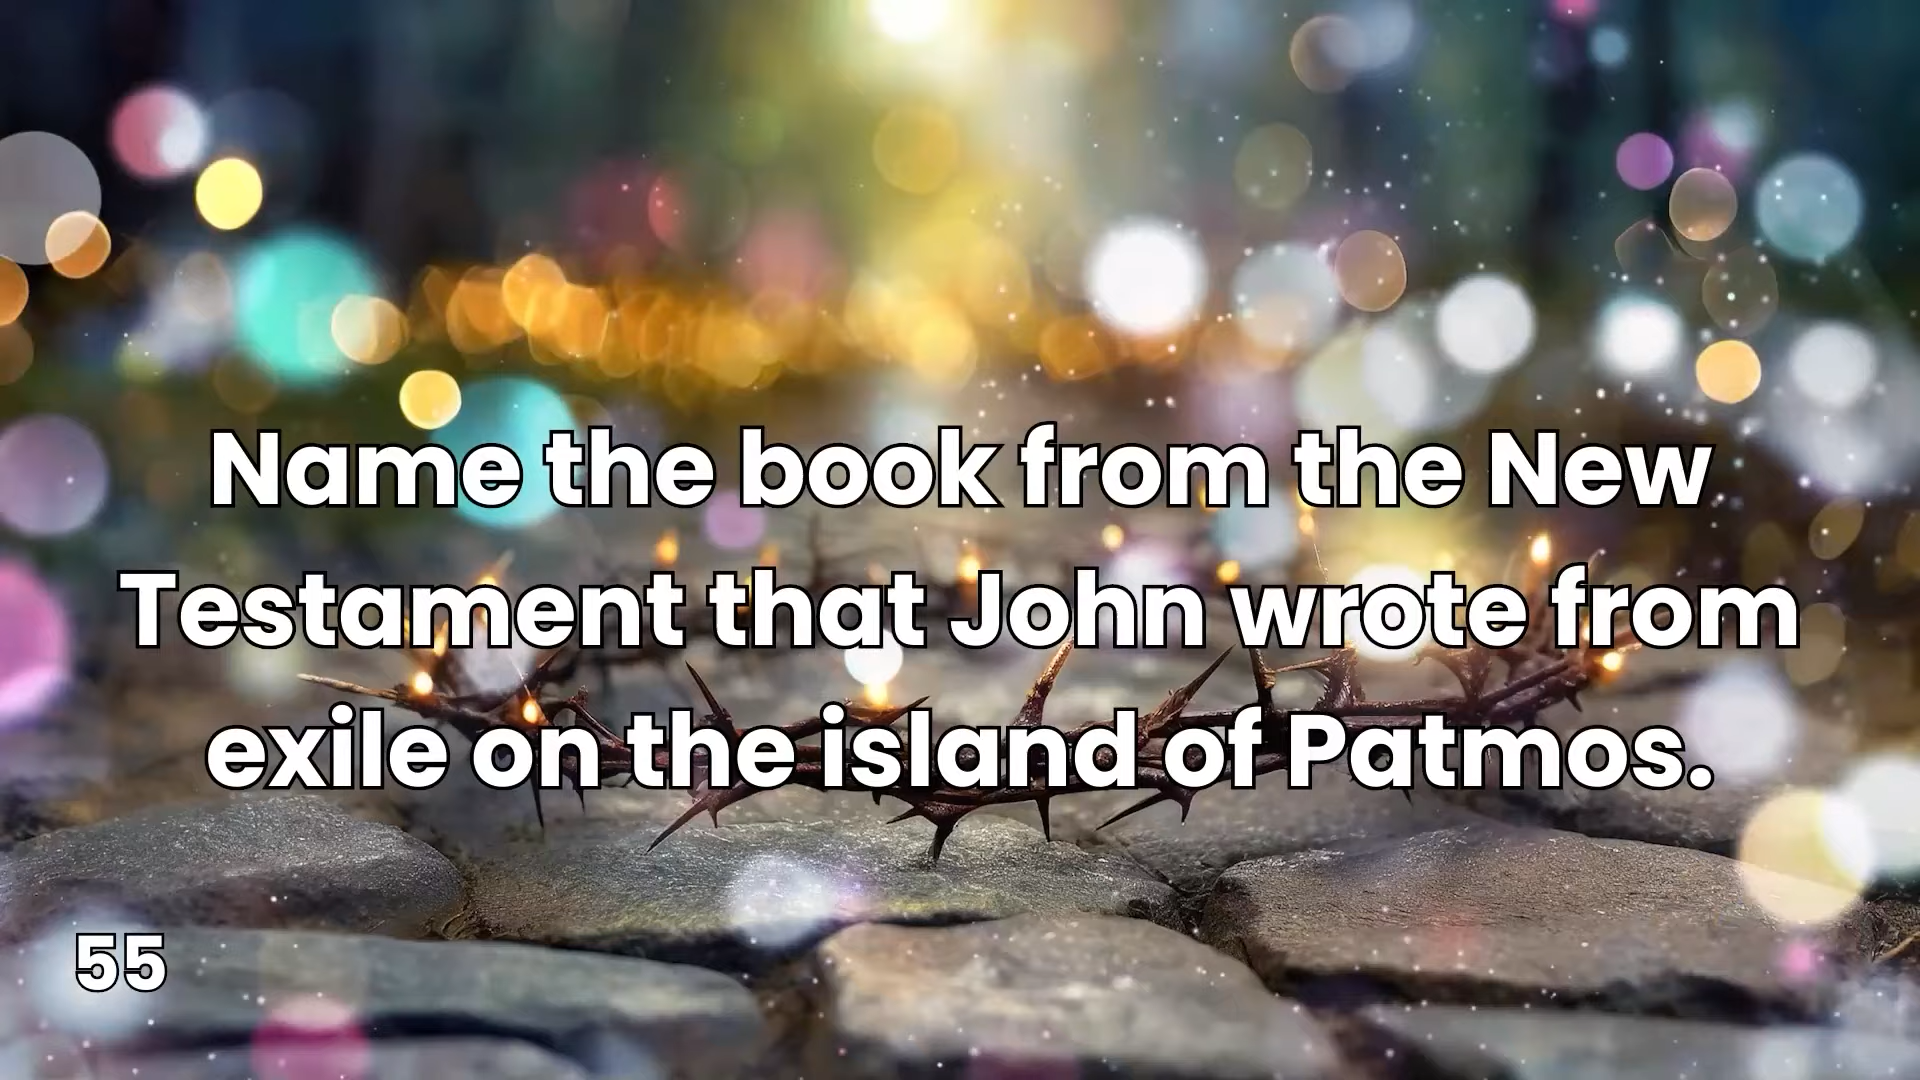 Name the book from the New
Testament that John wrote from
exile on the island of Patmos.
55